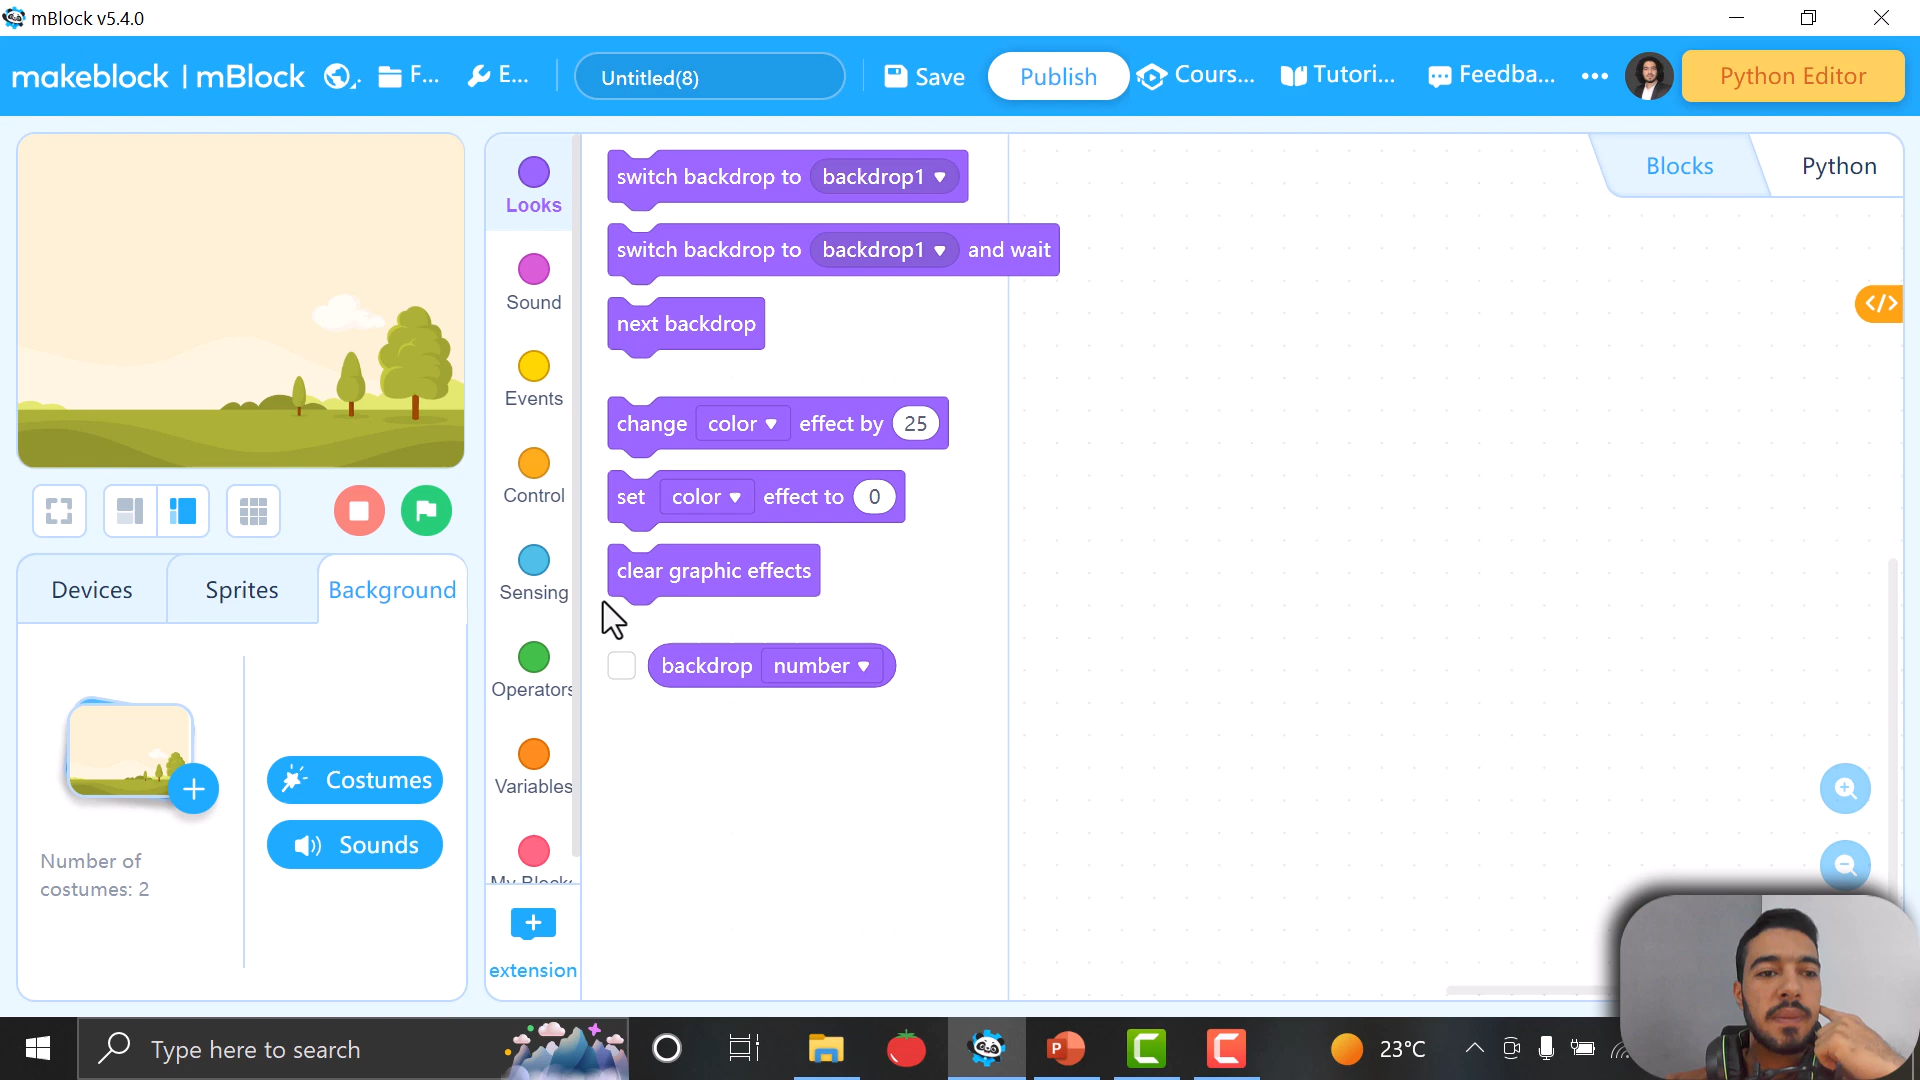 mBlock v5.4.0
makeblock | mBlock
F...
E...
Untitled(8)
Save
Publish
Cours...
Tutori...
Feedba...
Python Editor
Looks
Sound
Events
Control
Sensing
Operators
Variables
My Blocks
extension
switch backdrop to backdrop1
switch backdrop to backdrop1 and wait
next backdrop
change color effect by 25
set color effect to 0
clear graphic effects
backdrop number
Blocks
Python
</>
Devices
Sprites
Background
Costumes
Sounds
Number of
costumes: 2
Type here to search
23°C